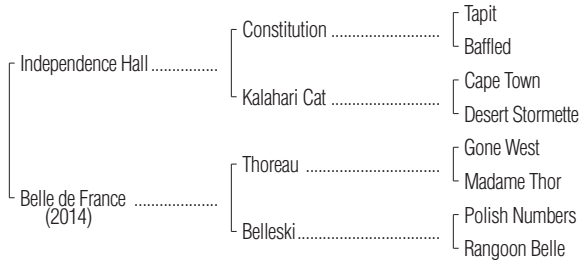 Tapit
Constitution
Baffled
Independence Hall
Cape Town
Kalahari Cat
Desert Stormette
Gone West
Thoreau
Madame Thor
Belle de France
(2014)
Polish Numbers
Belleski
Rangoon Belle